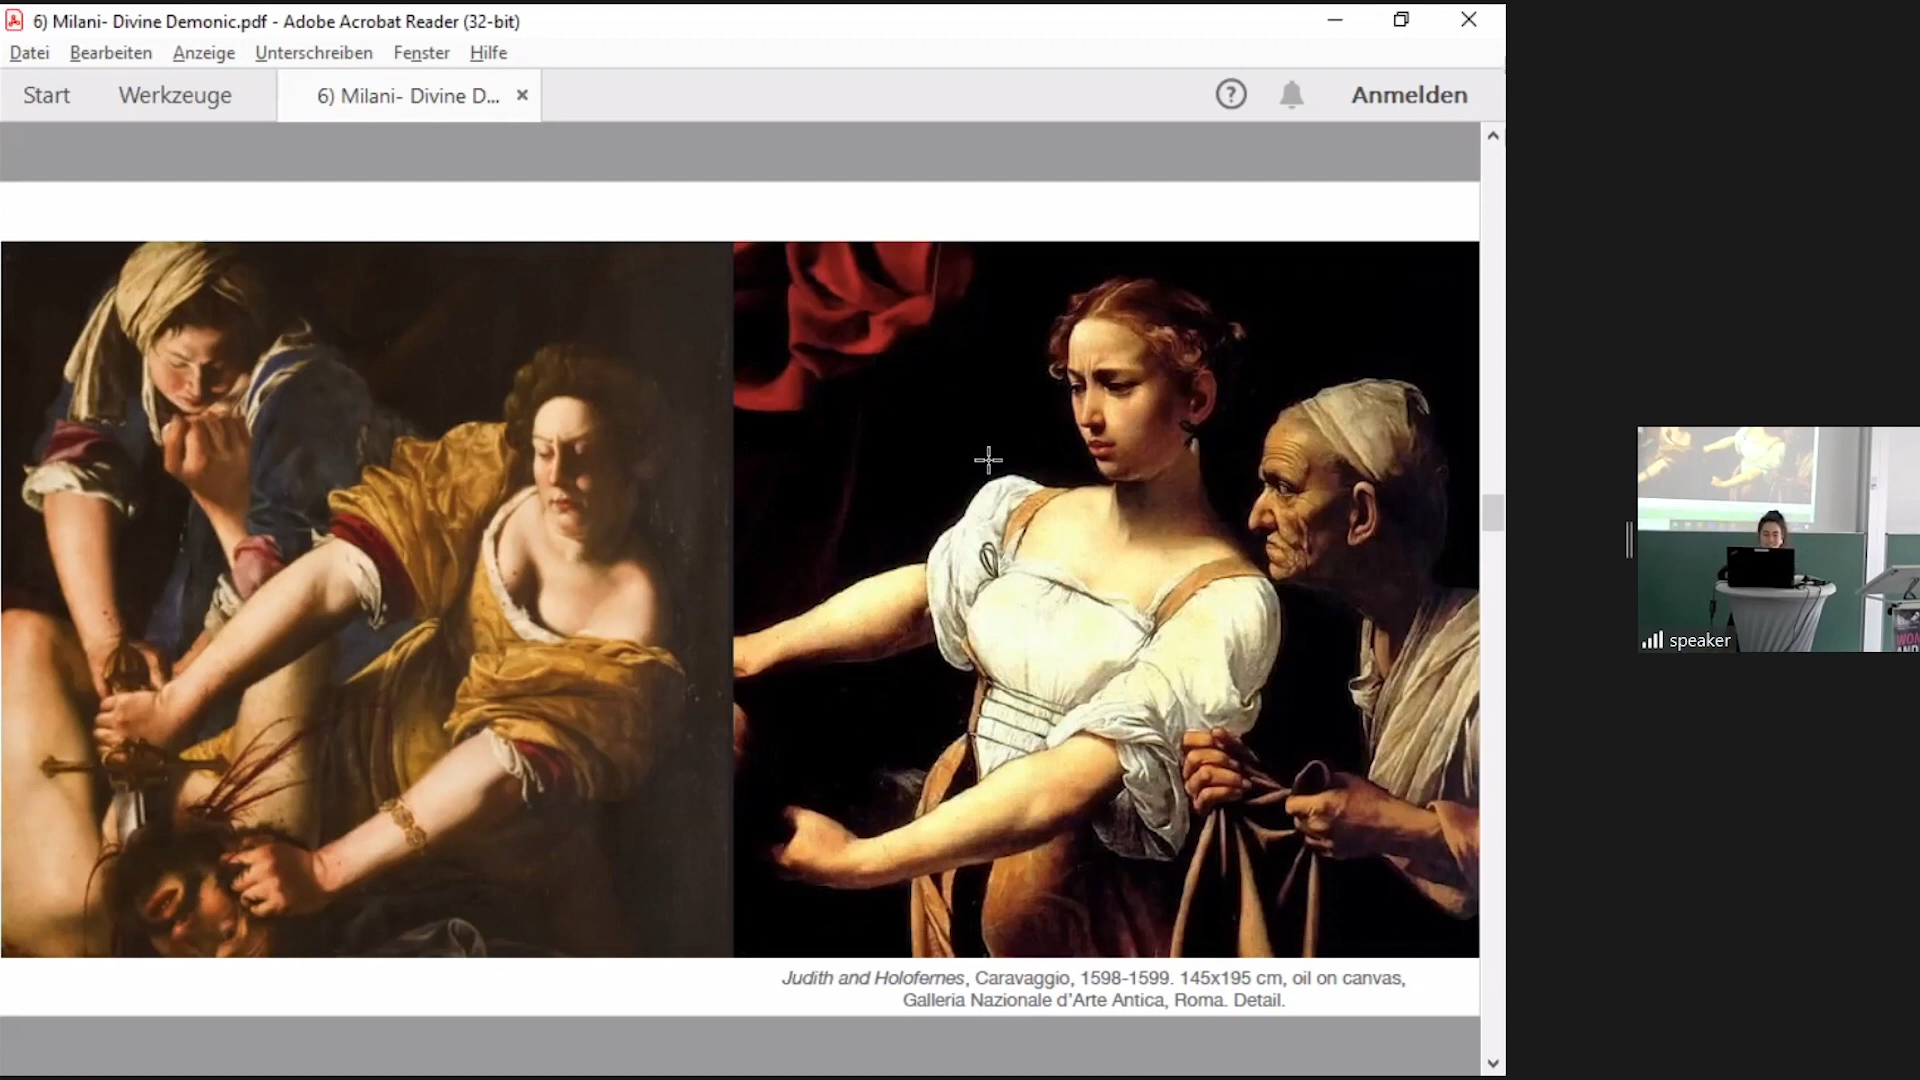 6) Milani- Divine Demonic.pdf - Adobe Acrobat Reader (32-bit)
Datei Bearbeiten Anzeige Unterschreiben Fenster Hilfe
Start Werkzeuge 6) Milani- Divine D... Anmelden
Judith and Holofernes, Caravaggio, 1598-1599. 145x195 cm, oil on canvas,
Galleria Nazionale d'Arte Antica, Roma. Detail.
speaker